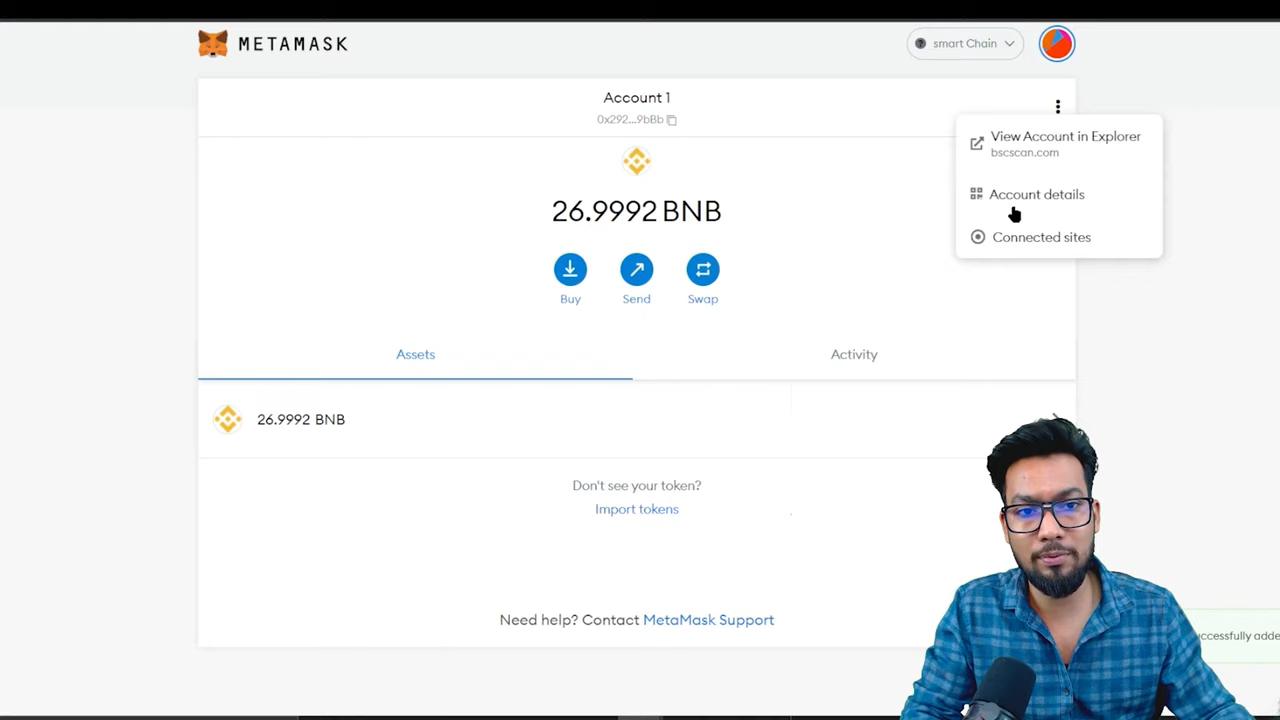 METAMASK
smart Chain
Account 1
0x292...9bBb
View Account in Explorer
bscscan.com
Account details
Connected sites
26.9992 BNB
Buy
Send
Swap
Assets
Activity
26.9992 BNB
Don't see your token?
Import tokens
Need help? Contact MetaMask Support